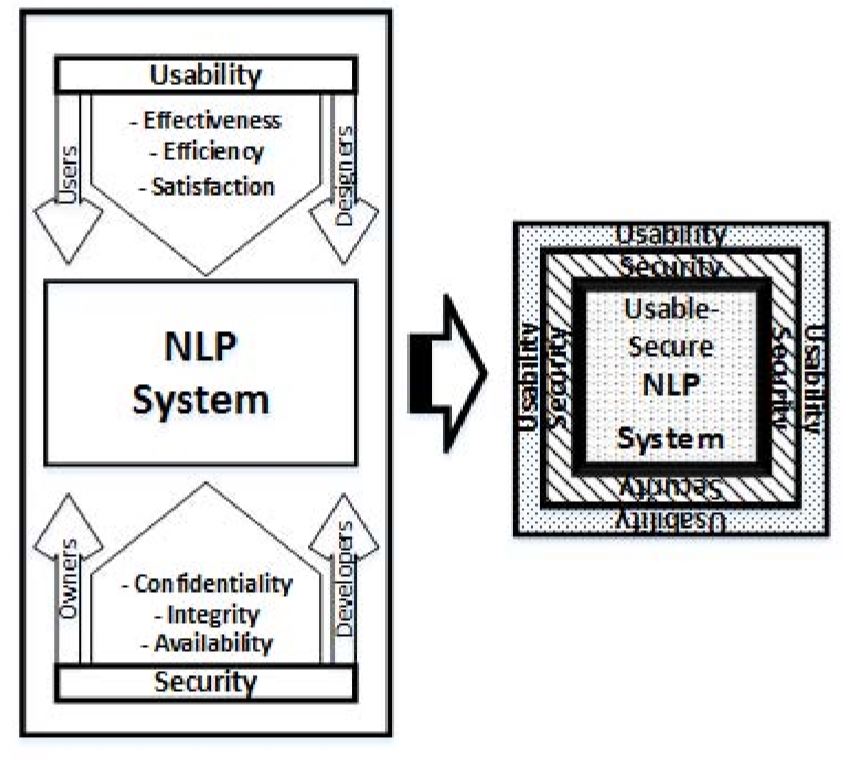 Usability
- Effectiveness
- Efficiency
- Satisfaction
Users
Designers
NLP
System
Owners
Developers
- Confidentiality
- Integrity
- Availability
Security
Usability
Security
Usability
Security
Usable-
Secure
NLP
System
Security
Usability
Security
Usability